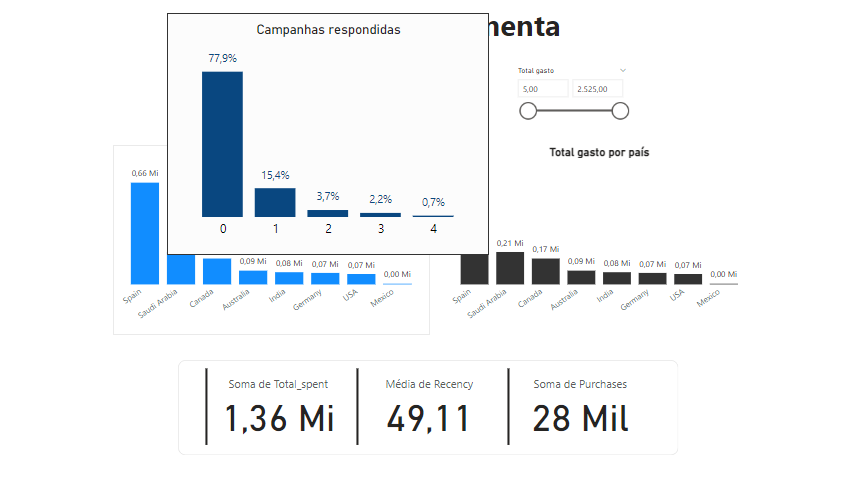 Campanhas respondidas
77,9%
15,4%
3,7%
2,2%
0,7%
0 1 2 3 4
Total gasto
5,00 2.525,00
Total gasto por país
0,66 Mi
0,09 Mi 0,08 Mi 0,07 Mi 0,07 Mi 0,00 Mi
Spain Saudi Arabia Canada Australia India Germany USA Mexico
0,21 Mi 0,17 Mi 0,09 Mi 0,08 Mi 0,07 Mi 0,07 Mi 0,00 Mi
Spain Saudi Arabia Canada Australia India Germany USA Mexico
Soma de Total_spent Média de Recency Soma de Purchases
1,36 Mi 49,11 28 Mil